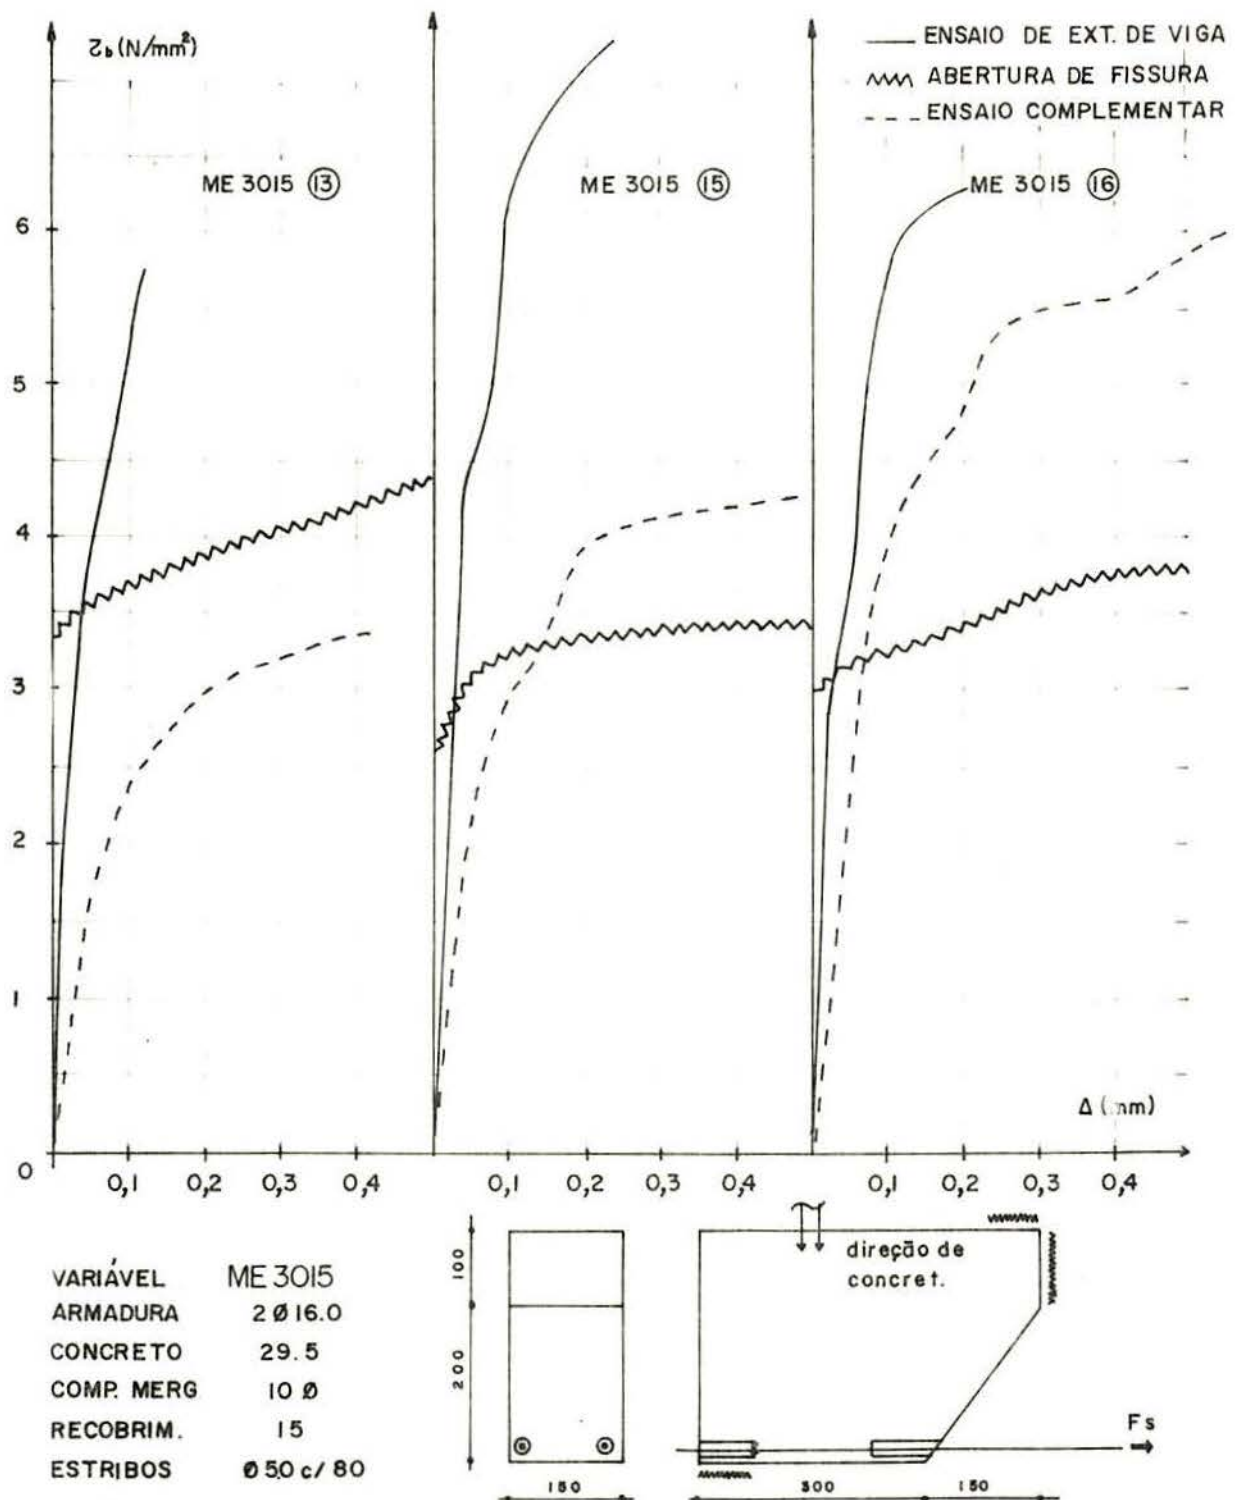 τb (N/mm²)
ENSAIO DE EXT. DE VIGA
ABERTURA DE FISSURA
ENSAIO COMPLEMENTAR
ME 3015 13
ME 3015 15
ME 3015 16
6
5
4
3
2
1
0
Δ (mm)
0,1 0,2 0,3 0,4
0,1 0,2 0,3 0,4
0,1 0,2 0,3 0,4
VARIÁVEL ME 3015
ARMADURA 2 Ø 16.0
CONCRETO 29.5
COMP. MERG 10 Ø
RECOBRIM. 15
ESTRIBOS Ø 5.0 c/ 80
100
200
150
direção de
concret.
Fs
300
150